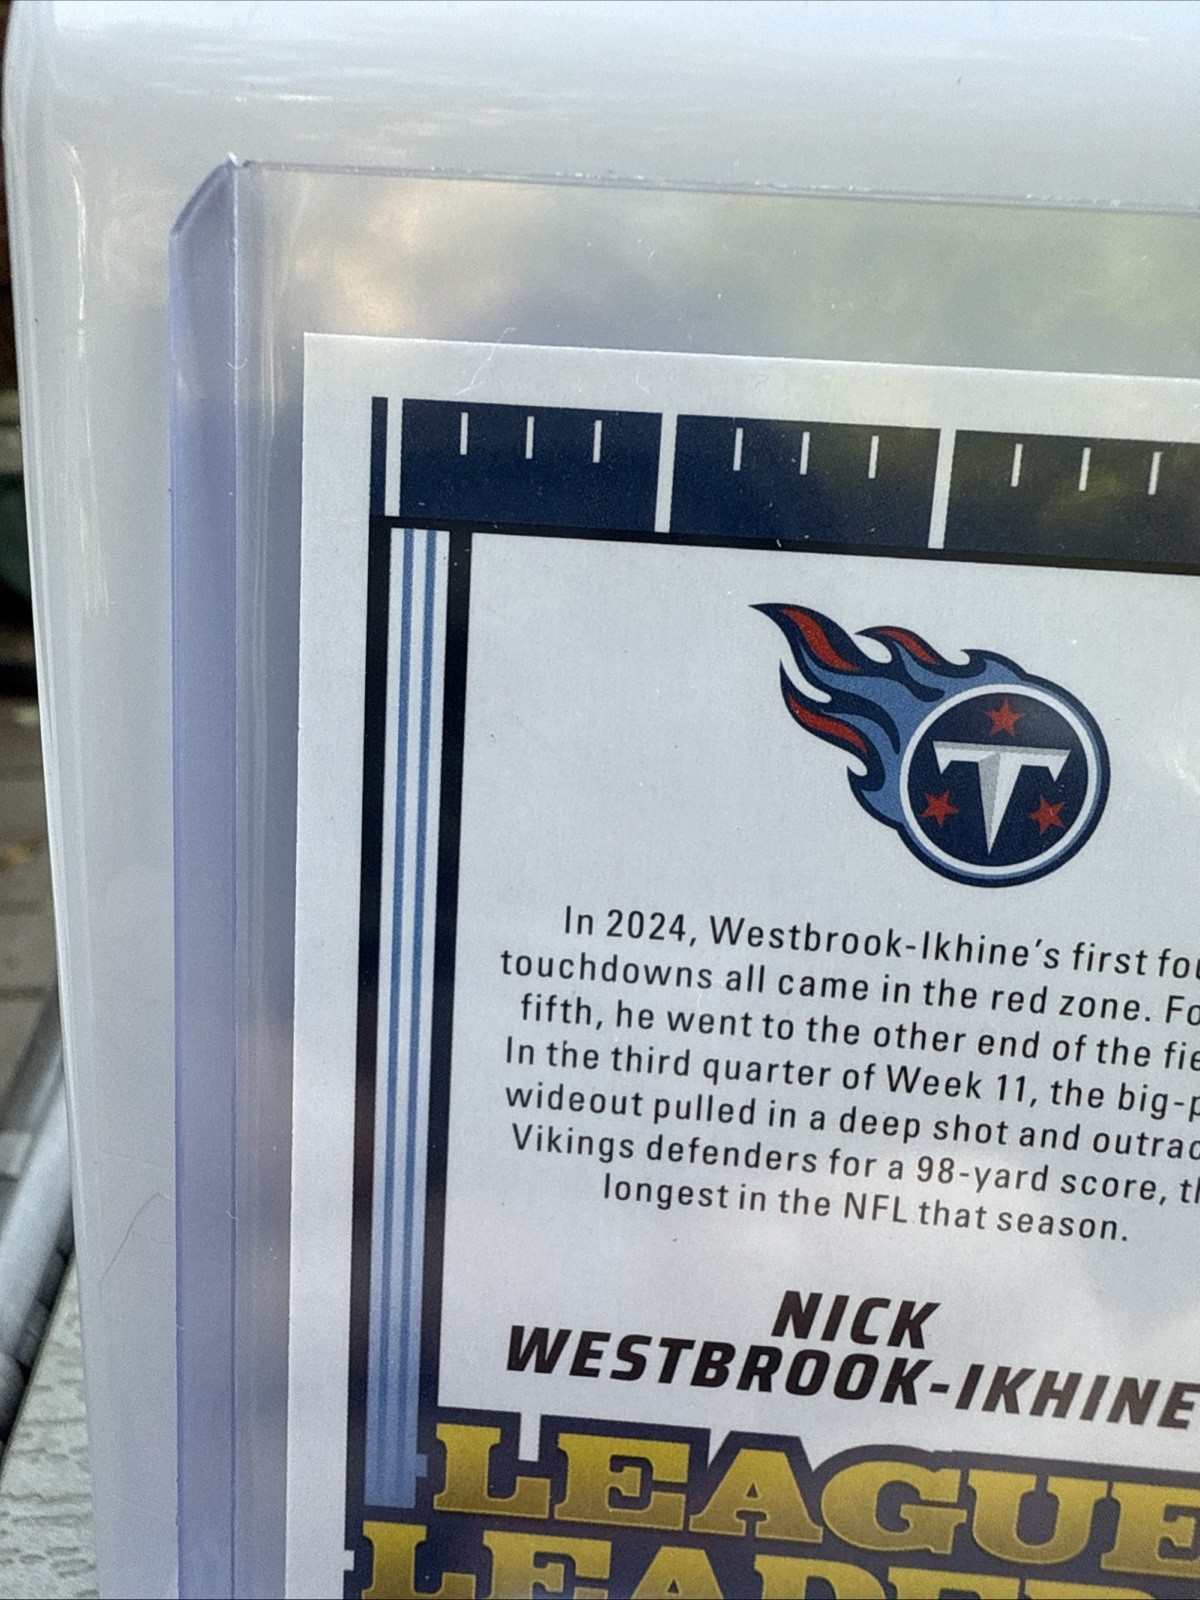 T
In 2024, Westbrook-Ikhine's first
touchdowns all came in the red zone.
fifth, he went to the other end of the
In the third quarter of Week 11, the
wideout pulled in a deep shot and
Vikings defenders for a 98-yard score,
longest in the NFL that season.
NICK
WESTBROOK-IKHINE
LEAGUE